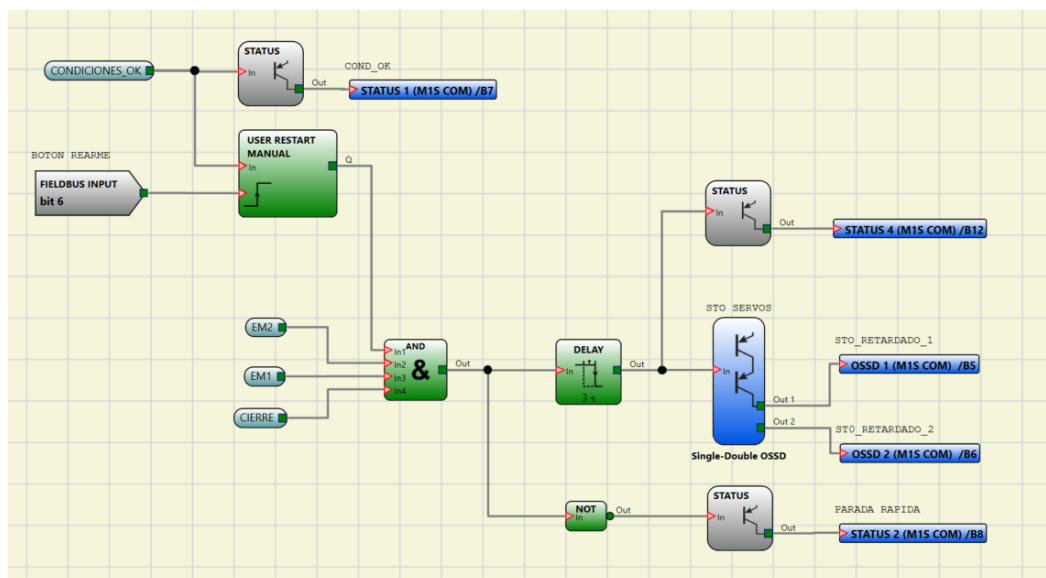 STATUS
CONDICIONES_OK
In
Out
COND_OK
STATUS 1 (M1S COM) /B7
BOTON REARME
FIELDBUS INPUT
bit 6
USER RESTART
MANUAL
In
Q
STATUS
In
Out
STATUS 4 (M1S COM) /B12
EM2
EM1
CIERRE
AND
&
In1
In2
In3
In4
Out
DELAY
In
3 s
Out
STO SERVOS
In
Out 1
Out 2
Single-Double OSSD
STO_RETARDADO_1
OSSD 1 (M1S COM) /B5
ST0_RETARDADO_2
OSSD 2 (M1S COM) /B6
NOT
In
Out
STATUS
In
Out
PARADA RAPIDA
STATUS 2 (M1S COM) /B8